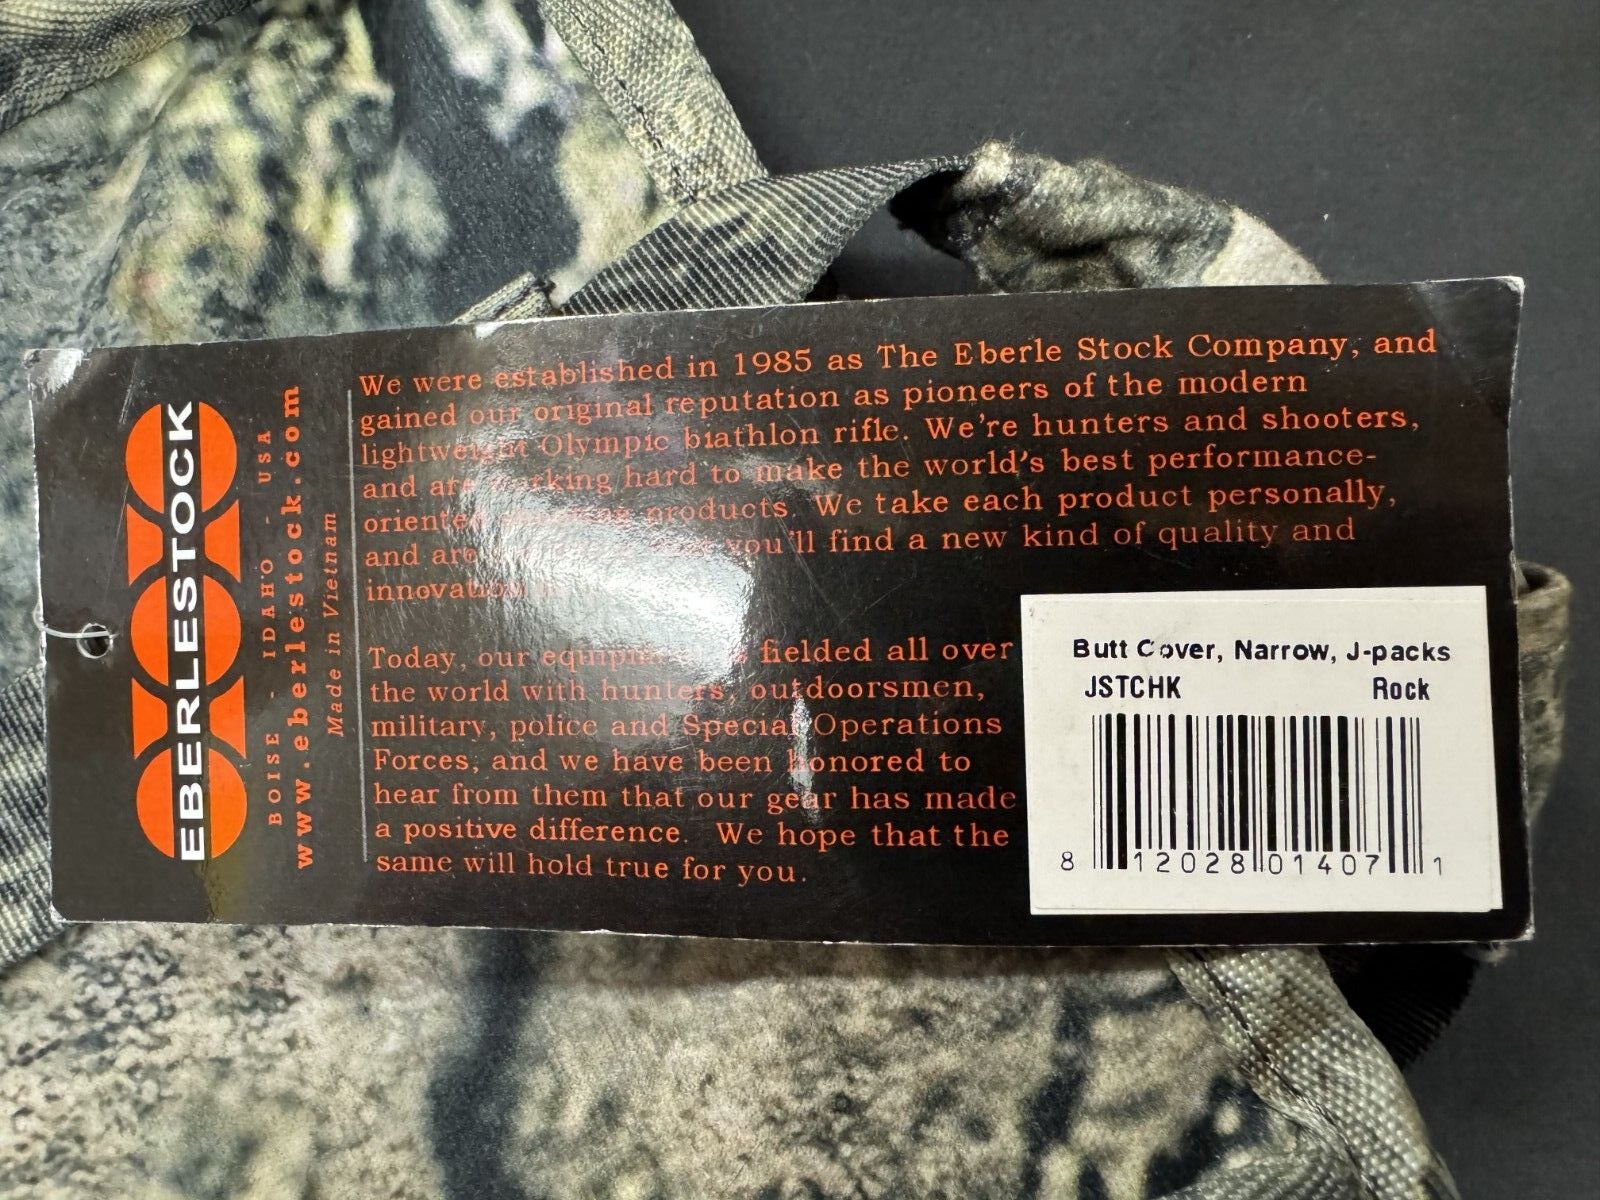 EBERLESTOCK
BOISE - IDAHO - USA
www.eberlestock.com
Made in Vietnam
We were established in 1985 as The Eberle Stock Company, and
gained our original reputation as pioneers of the modern
lightweight Olympic biathlon rifle. We're hunters and shooters,
and are working hard to make the world's best performance-
oriented products. We take each product personally,
and are you'll find a new kind of quality and
innovation
Today, our equipment fielded all over
the world with hunters, outdoorsmen,
military, police and Special Operations
Forces, and we have been honored to
hear from them that our gear has made
a positive difference. We hope that the
same will hold true for you.
Butt Cover, Narrow, J-packs
JSTCHK Rock
8 12028 01407 1